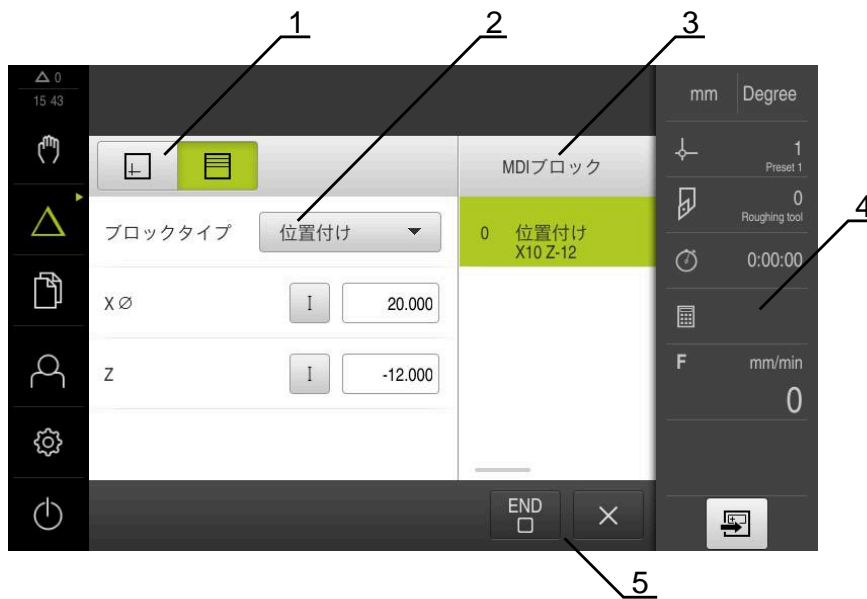 1
2
3
4
5
0
15 43
ブロックタイプ
位置付け
X ∅
I
20.000
Z
I
-12.000
MDIブロック
0 位置付け
X10 Z-12
END
mm
Degree
1
Preset 1
0
Roughing tool
0:00:00
F
mm/min
0